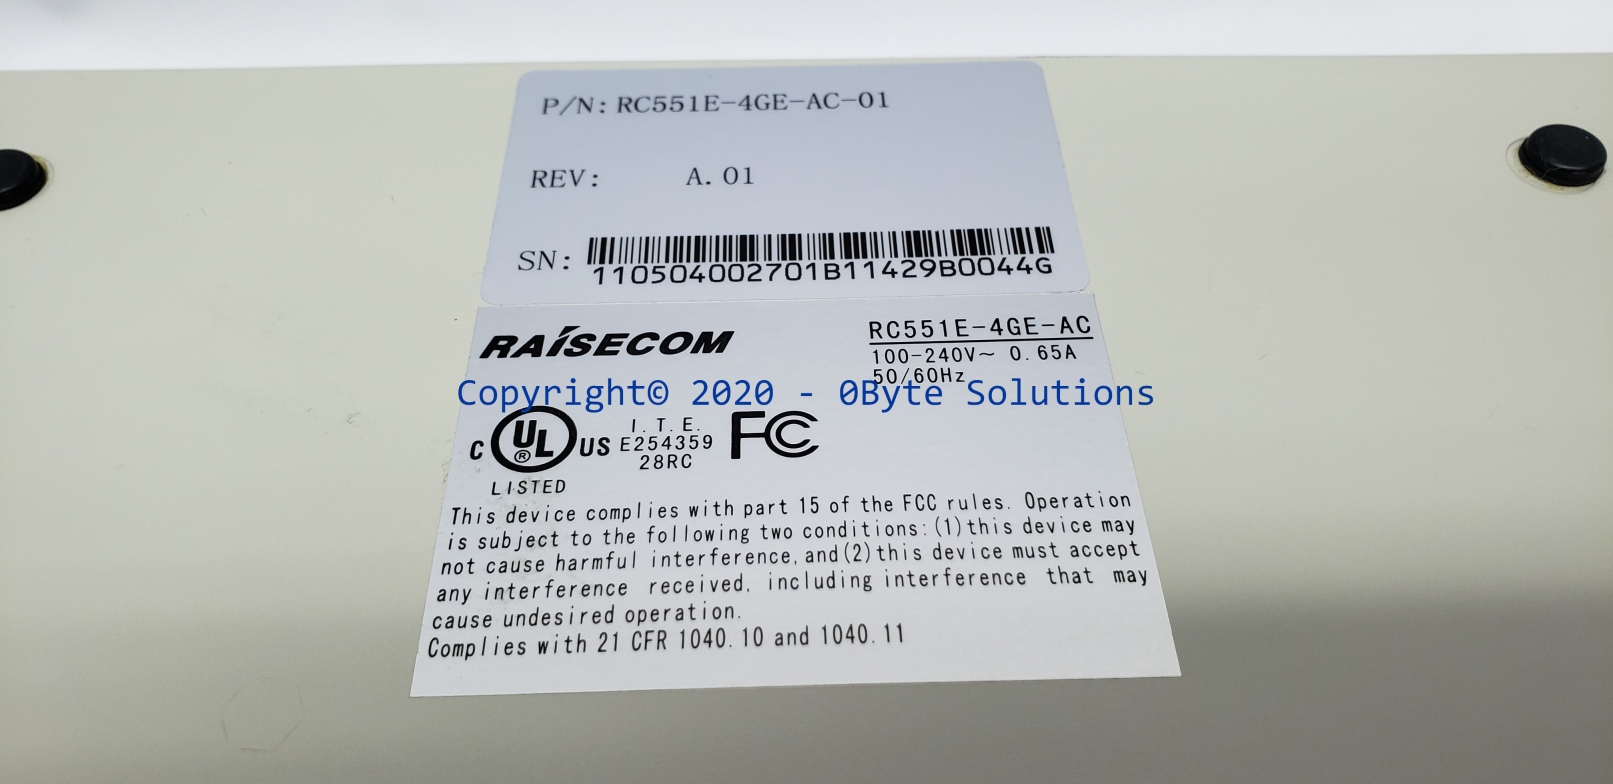 P/N: RC551E-4GE-AC-01
REV: A.01
SN:
110504002701B11429B0044G
RAISECOM
RC551E-4GE-AC
100-240V~ 0.65A
50/60Hz
Copyright© 2020 - 0Byte Solutions
C UL® US
LISTED
I.T.E.
E254359
28RC
FC
This device complies with part 15 of the FCC rules. Operation
is subject to the following two conditions:(1)this device may
not cause harmful interference,and(2)this device must accept
any interference received, including interference that may
cause undesired operation.
Complies with 21 CFR 1040.10 and 1040.11